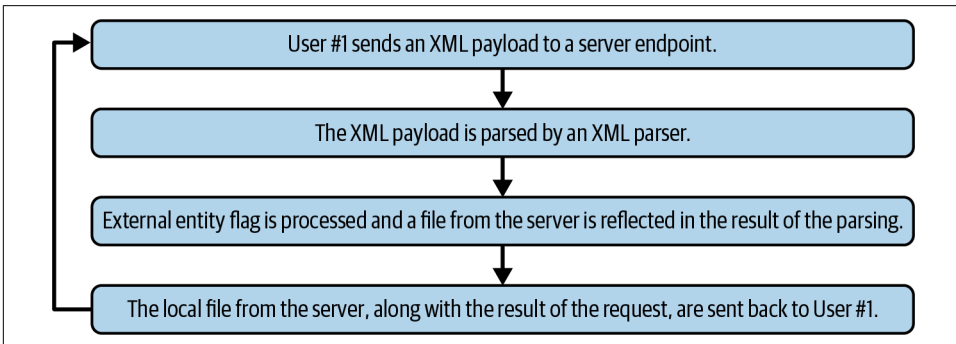 User #1 sends an XML payload to a server endpoint.
The XML payload is parsed by an XML parser.
External entity flag is processed and a file from the server is reflected in the result of the parsing.
The local file from the server, along with the result of the request, are sent back to User #1.